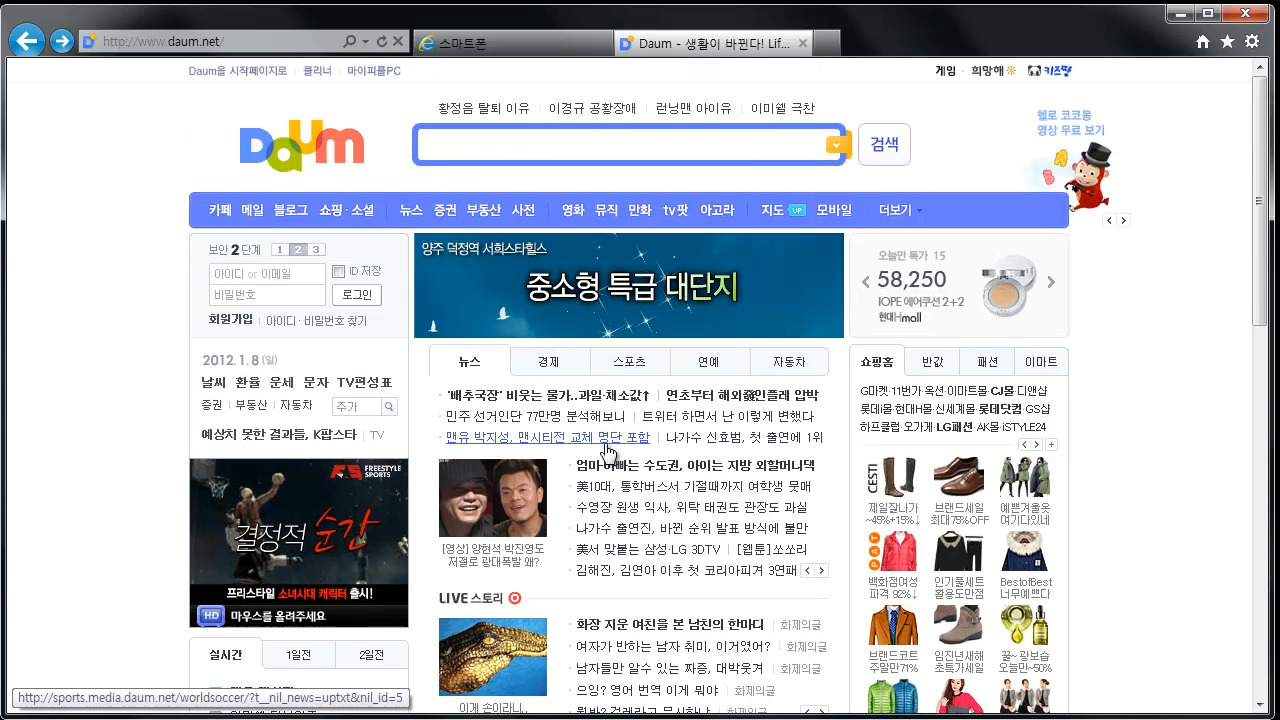 http://www.daum.net/
스마트폰
Daum - 생활이 바뀐다! Lif...
Daum을 시작페이지로 클리너 마이피플PC
게임 · 희망해 키즈짱
황정음 탈퇴 이유 이경규 공황장애 런닝맨 아이유 이미쉘 극찬
Daum
검색
헬로 코코몽
영상 무료 보기
카페 메일 블로그 쇼핑·소설 뉴스 증권 부동산 사전 영화 뮤직 만화 tv팟 아고라 지도 UP 모바일 더보기
보안 2단계 1 2 3
아이디 or 이메일 ID 저장
비밀번호 로그인
회원가입 아이디·비밀번호 찾기
양주 덕정역 서희스타힐스
중소형 특급 대단지
오늘만 특가 15
58,250
IOPE 에어쿠션 2+2
현대Hmall
2012.1.8 (일)
날씨 환율 운세 문자 TV편성표
증권 부동산 자동차 주가
예상치 못한 결과들, K팝스타 TV
FREESTYLE SPORTS
결정적 순간
프리스타일 소녀시대 캐릭터 출시!
HD 마우스를 올려주세요
실시간 1일전 2일전
뉴스 경제 스포츠 연예 자동차
'배추국장' 비웃는 물가..과일·채소값↑ 연초부터 해외發인플레 압박
민주 선거인단 77만명 분석해보니 트위터 하면서 난 이렇게 변했다
맨유 박지성, 맨시티전 교체 명단 포함 나가수 신효범, 첫 출연에 1위
수도권, 아이는 지방 외할머니댁
美10대, 통학버스서 기절때까지 여학생 뭇매
수영장 원생 익사, 위탁 태권도 관장도 과실
나가수 출연진, 바뀐 순위 발표 방식에 불만
美서 맞붙는 삼성·LG 3DTV [웹툰]쏘쏘리
김해진, 김연아 이후 첫 코리아피겨 3연패
[영상] 양현석·박진영도
저절로 광대폭발 왜?
LIVE 스토리
화장 지운 여친을 본 남친의 한마디 화제의글
여자가 반하는 남자 취미, 이거였어? 화제의글
남자들만 알수 있는 짜증, 대박웃겨 화제의글
으잉? 영어 번역 이게 뭐야 화제의글
이게 손이라니..
쇼핑홈 반값 패션 이마트
G마켓·11번가·옥션·이마트몰·CJ몰·디앤샵
롯데i몰·현대H몰·신세계몰·롯데닷컴·GS샵
하프클럽·오가게·LG패션·AK몰·iSTYLE24
CESTI
제일잘나가
~45%+15%↓
브랜드세일
최대75%OFF
예쁜겨울옷
여기다있네
PAT
백화점여성
파격 92%↓
인기풀세트
활용도만점
BestofBest
너무예쁘다
브랜드코트
주말만71%
임진년새해
초특가세일
꿀~ 광보습
오늘만~50%
http://sports.media.daum.net/worldsoccer/?t__nil_news=uptxt&nil_id=5